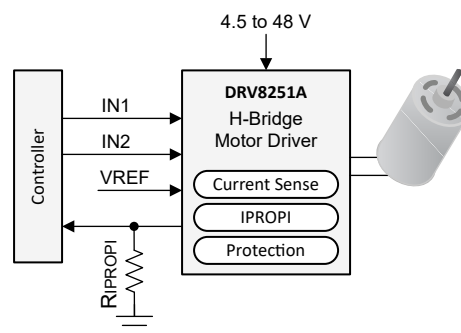 4.5 to 48 V
DRV8251A
H-Bridge
Motor Driver
Controller
IN1
IN2
VREF
Current Sense
IPROPI
Protection
RIPROPI